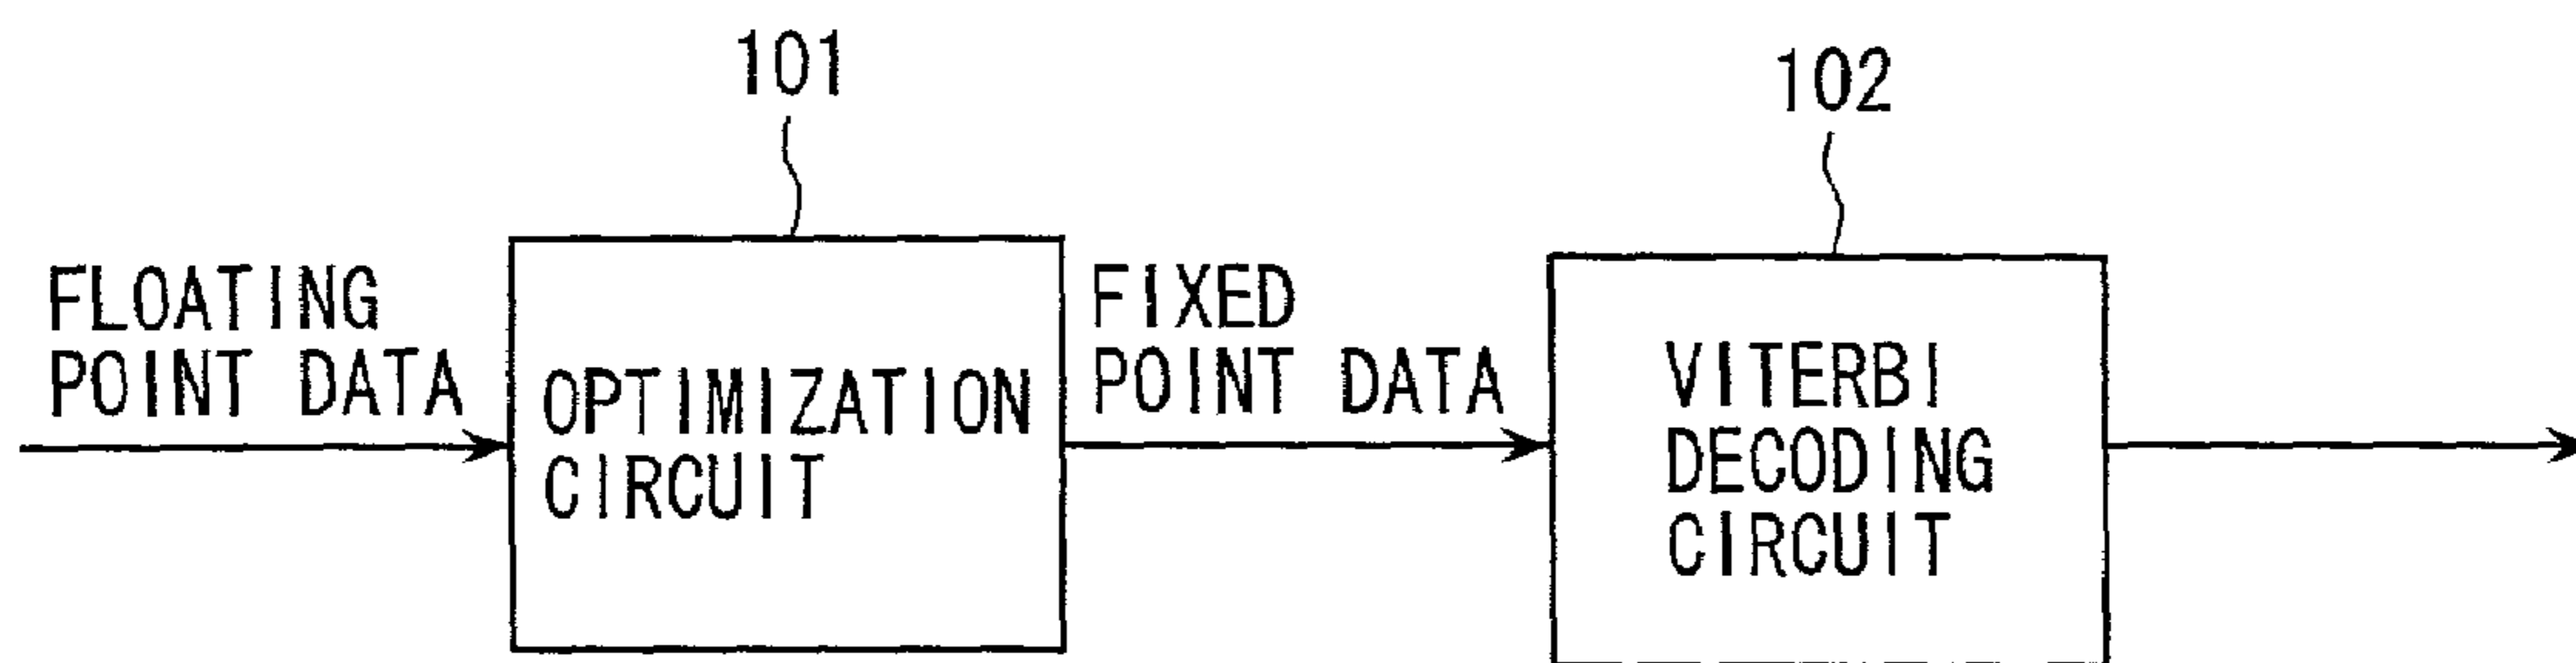 101
102
FLOATING
POINT DATA
OPTIMIZATION
CIRCUIT
FIXED
POINT DATA
VITERBI
DECODING
CIRCUIT